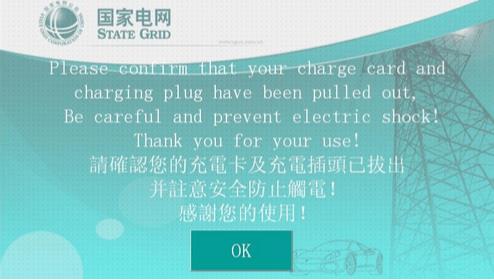 国家电网
STATE GRID
Please confirm that your charge card and
charging plug have been pulled out,
Be careful and prevent electric shock!
Thank you for your use!
請確認您的充電卡及充電插頭已拔出
并註意安全防止觸電！
感謝您的使用！
OK